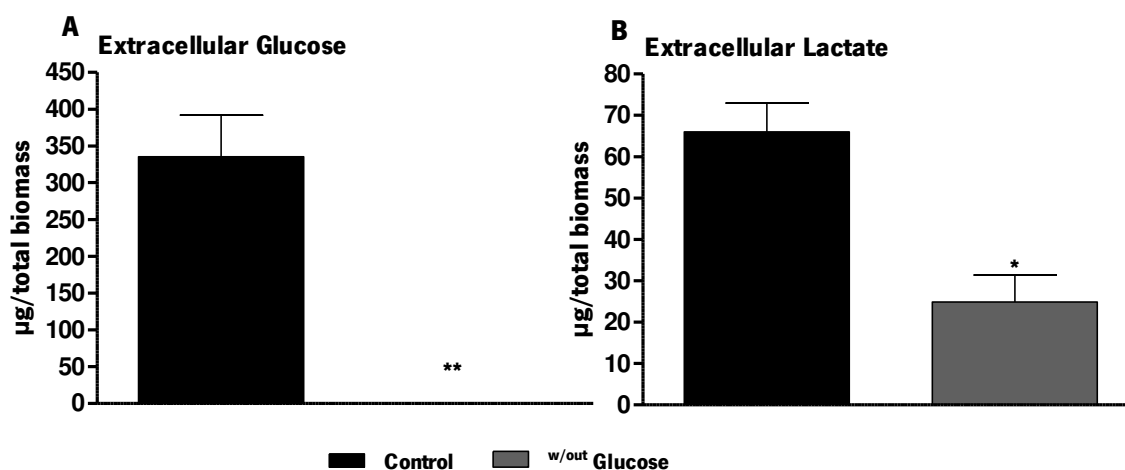 A
Extracellular Glucose
µg/total biomass
450
400
350
300
250
200
150
100
50
0
**
B
Extracellular Lactate
µg/total biomass
80
70
60
50
40
30
20
10
0
*
Control
w/out Glucose